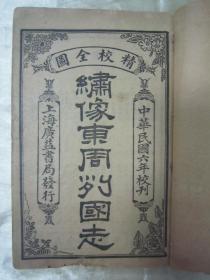 精校全圖
中華民國六年校刊
繡像東周列國志
上海廣益書局發行